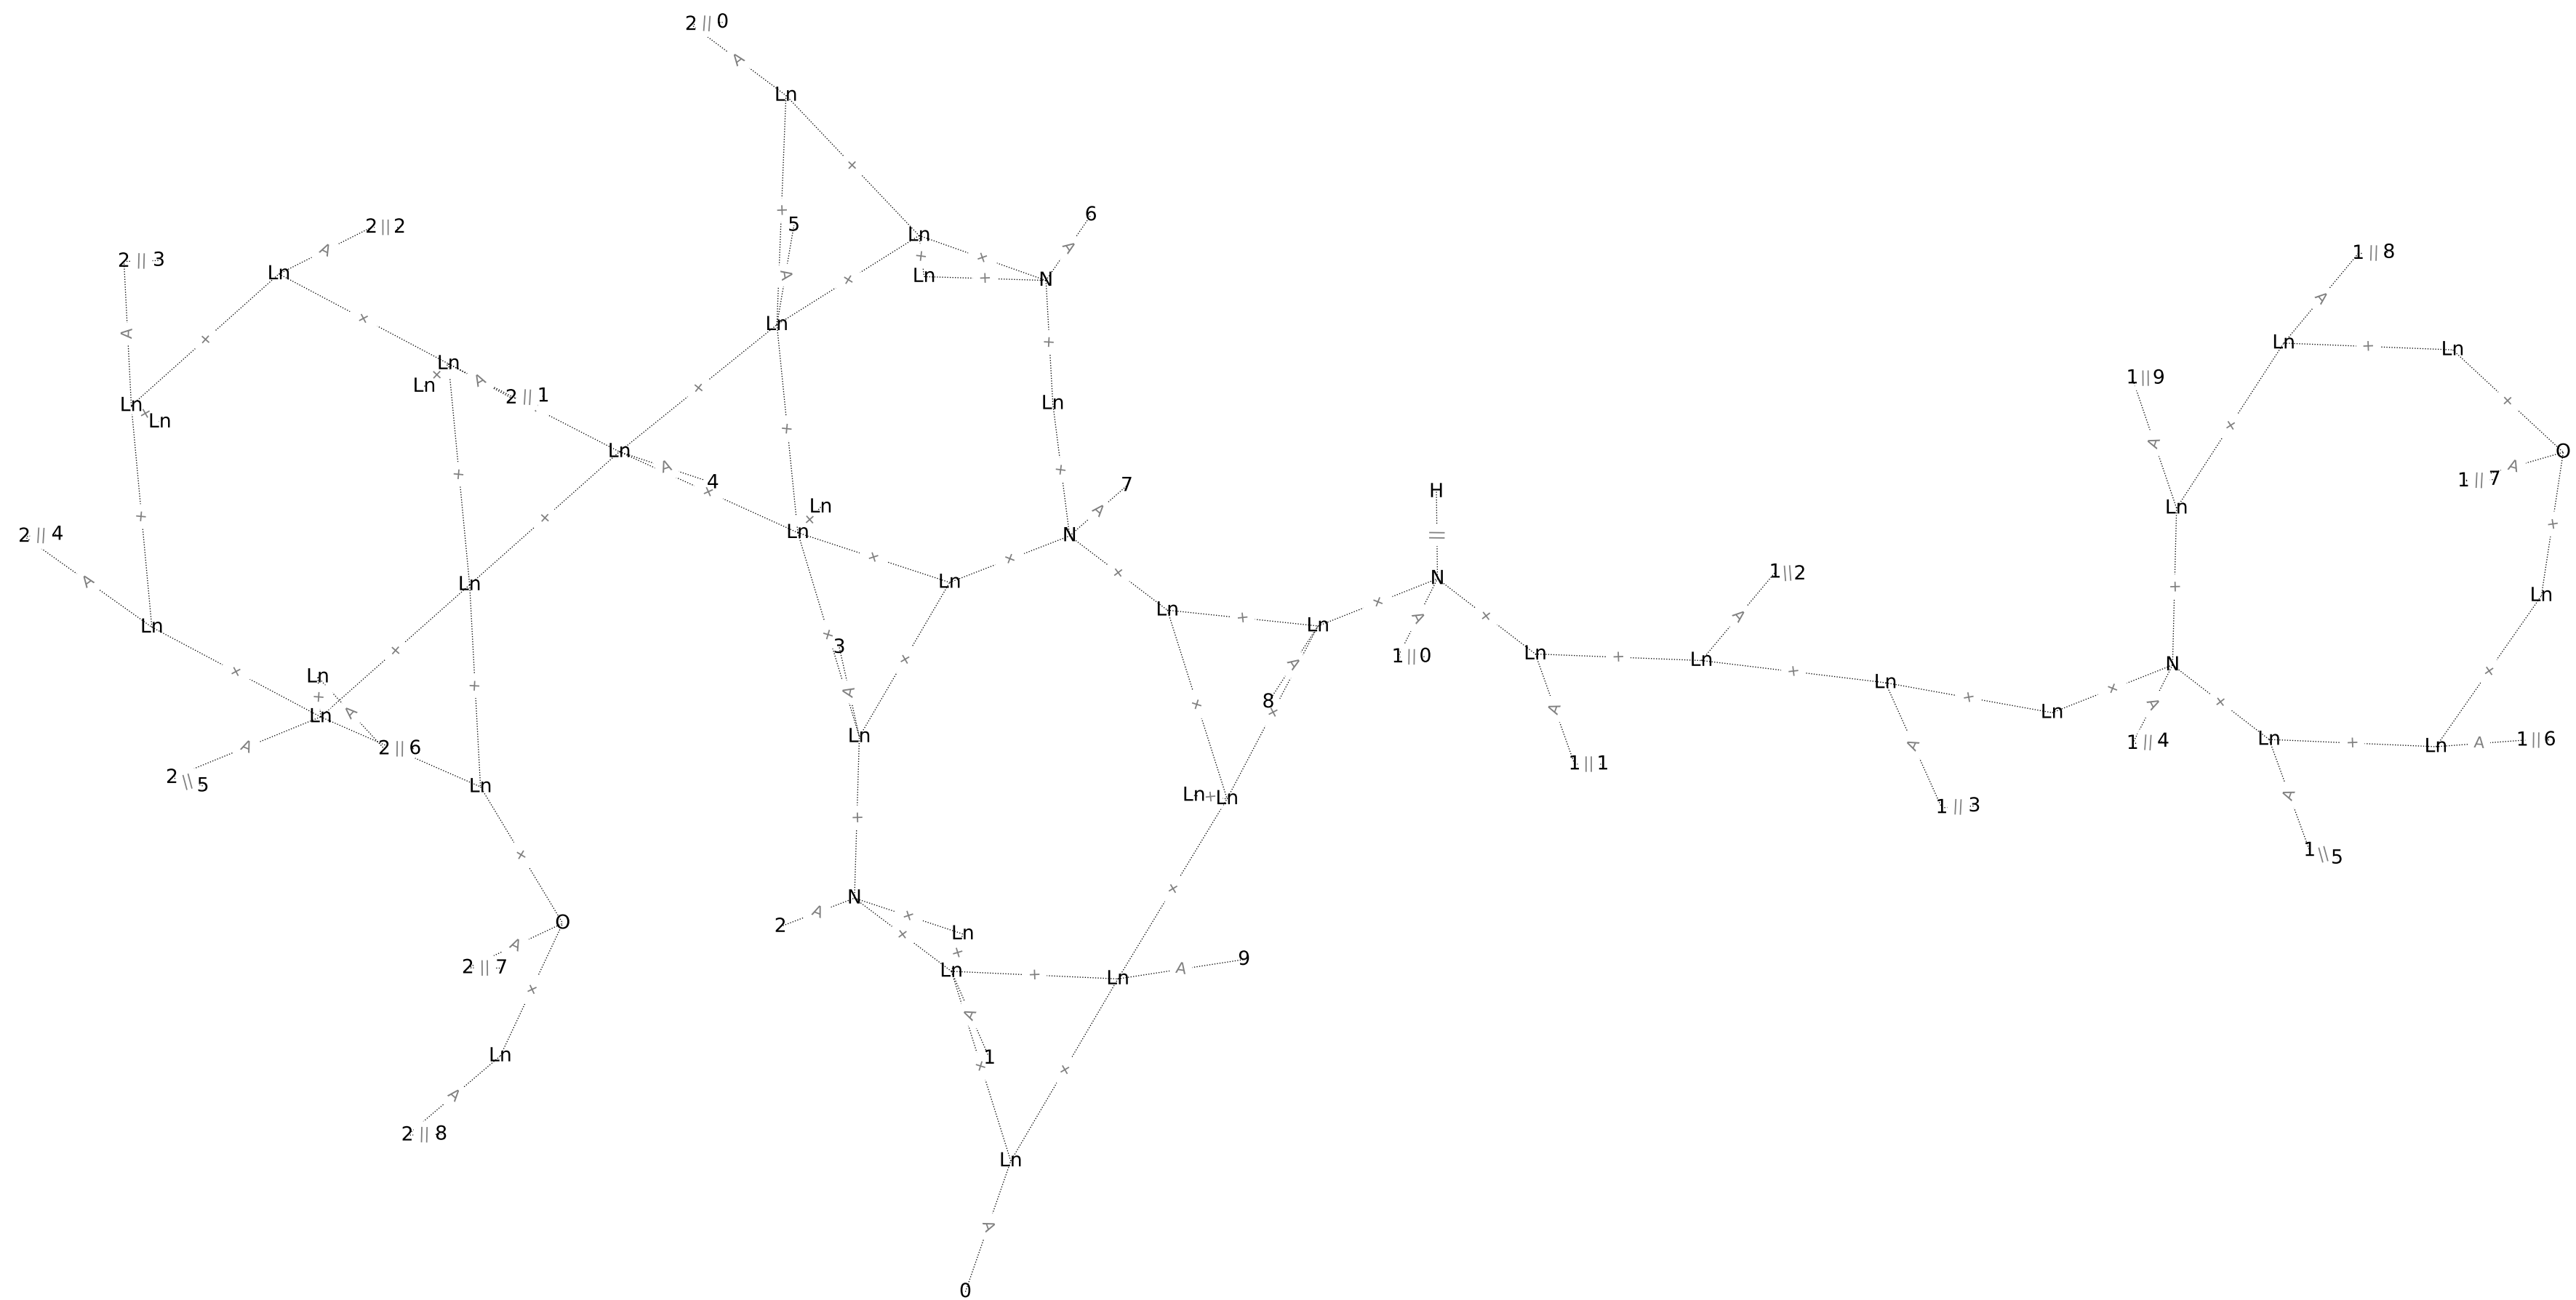 2 || 0
A
Ln
+
+
5
6
A
Ln
+
+
N
Ln
+
A
+
2 || 2
A
2 || 3
Ln
+
Ln
A
+
+
Ln
+
Ln
A
2 || 1
Ln
+
Ln
+
+
Ln
+
A
4
+
+
Ln
+
N
A
7
Ln
+
Ln
+
+
+
+
2 || 4
A
Ln
+
Ln
+
Ln
+
+
A
Ln
A
2 || 5
2 || 6
+
Ln
+
O
A
2 || 7
+
Ln
A
2 || 8
Ln
+
+
+
3
A
Ln
+
N
A
2
+
+
Ln
+
Ln
+
Ln
A
9
A
1
+
+
Ln
A
0
+
Ln
+
Ln
+
A
8
+
Ln
+
Ln
+
H
||
N
+
A
1 || 0
+
Ln
A
1 || 1
+
Ln
A
1 || 2
+
Ln
A
1 || 3
+
Ln
+
N
A
1 || 4
+
Ln
A
1 || 5
+
Ln
A
1 || 6
+
Ln
+
O
A
1 || 7
+
Ln
+
Ln
A
1 || 8
+
Ln
A
1 || 9
+